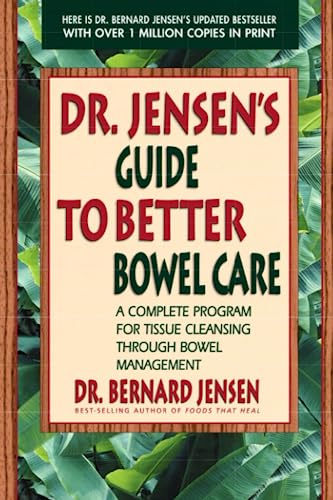 HERE IS DR. BERNARD JENSEN'S UPDATED BESTSELLER
WITH OVER 1 MILLION COPIES IN PRINT
DR. JENSEN'S
GUIDE
TO BETTER
BOWEL CARE
A COMPLETE PROGRAM
FOR TISSUE CLEANSING
THROUGH BOWEL
MANAGEMENT
DR. BERNARD JENSEN
BEST-SELLING AUTHOR OF FOODS THAT HEAL